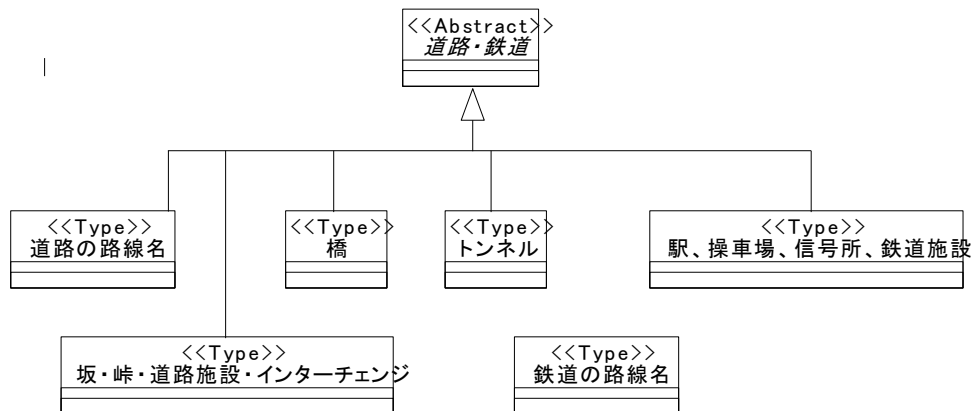 <<Abstract>>
道路・鉄道
<<Type>>
道路の路線名
<<Type>>
橋
<<Type>>
トンネル
<<Type>>
駅、操車場、信号所、鉄道施設
<<Type>>
坂・峠・道路施設・インターチェンジ
<<Type>>
鉄道の路線名